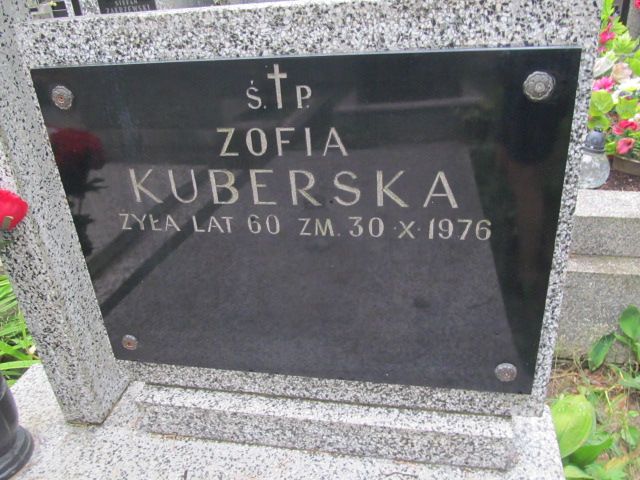 Ś.†P.
ZOFIA
KUBERSKA
ŻYŁA LAT 60 ZM. 30·X·1976